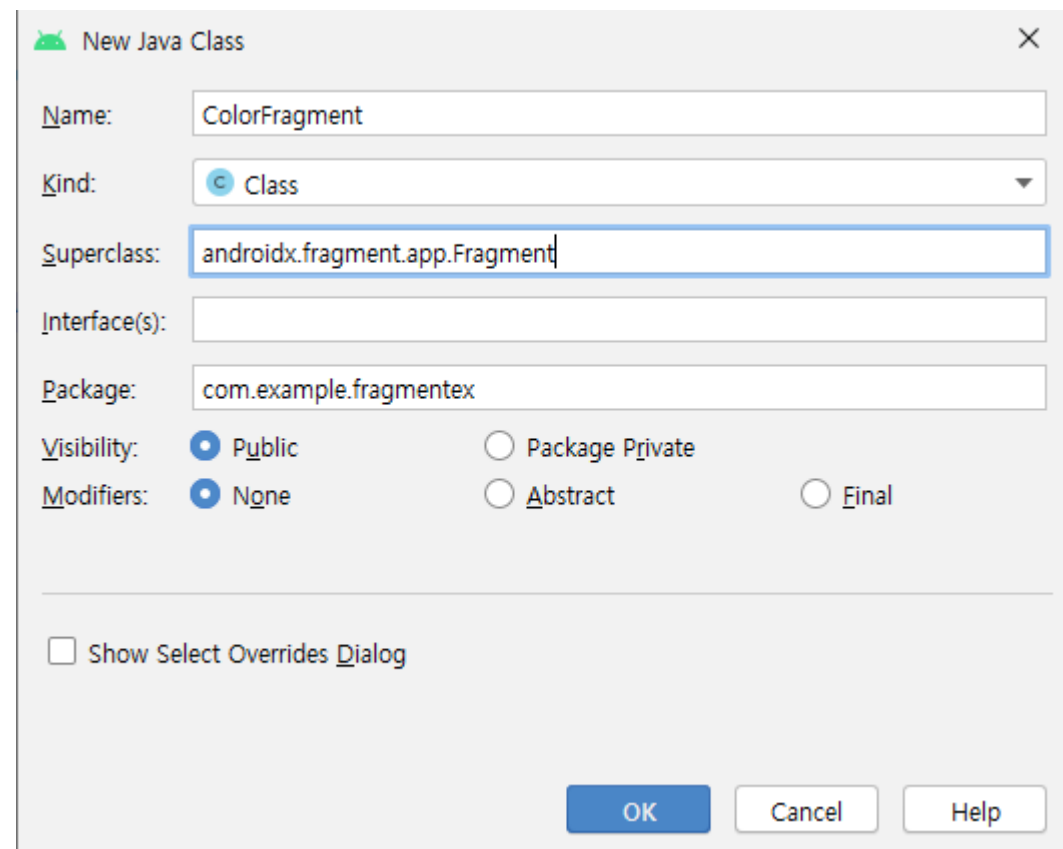 New Java Class
Name: ColorFragment
Kind: C Class
Superclass: androidx.fragment.app.Fragment
Interface(s):
Package: com.example.fragmentex
Visibility: Public Package Private
Modifiers: None Abstract Final
Show Select Overrides Dialog
OK Cancel Help